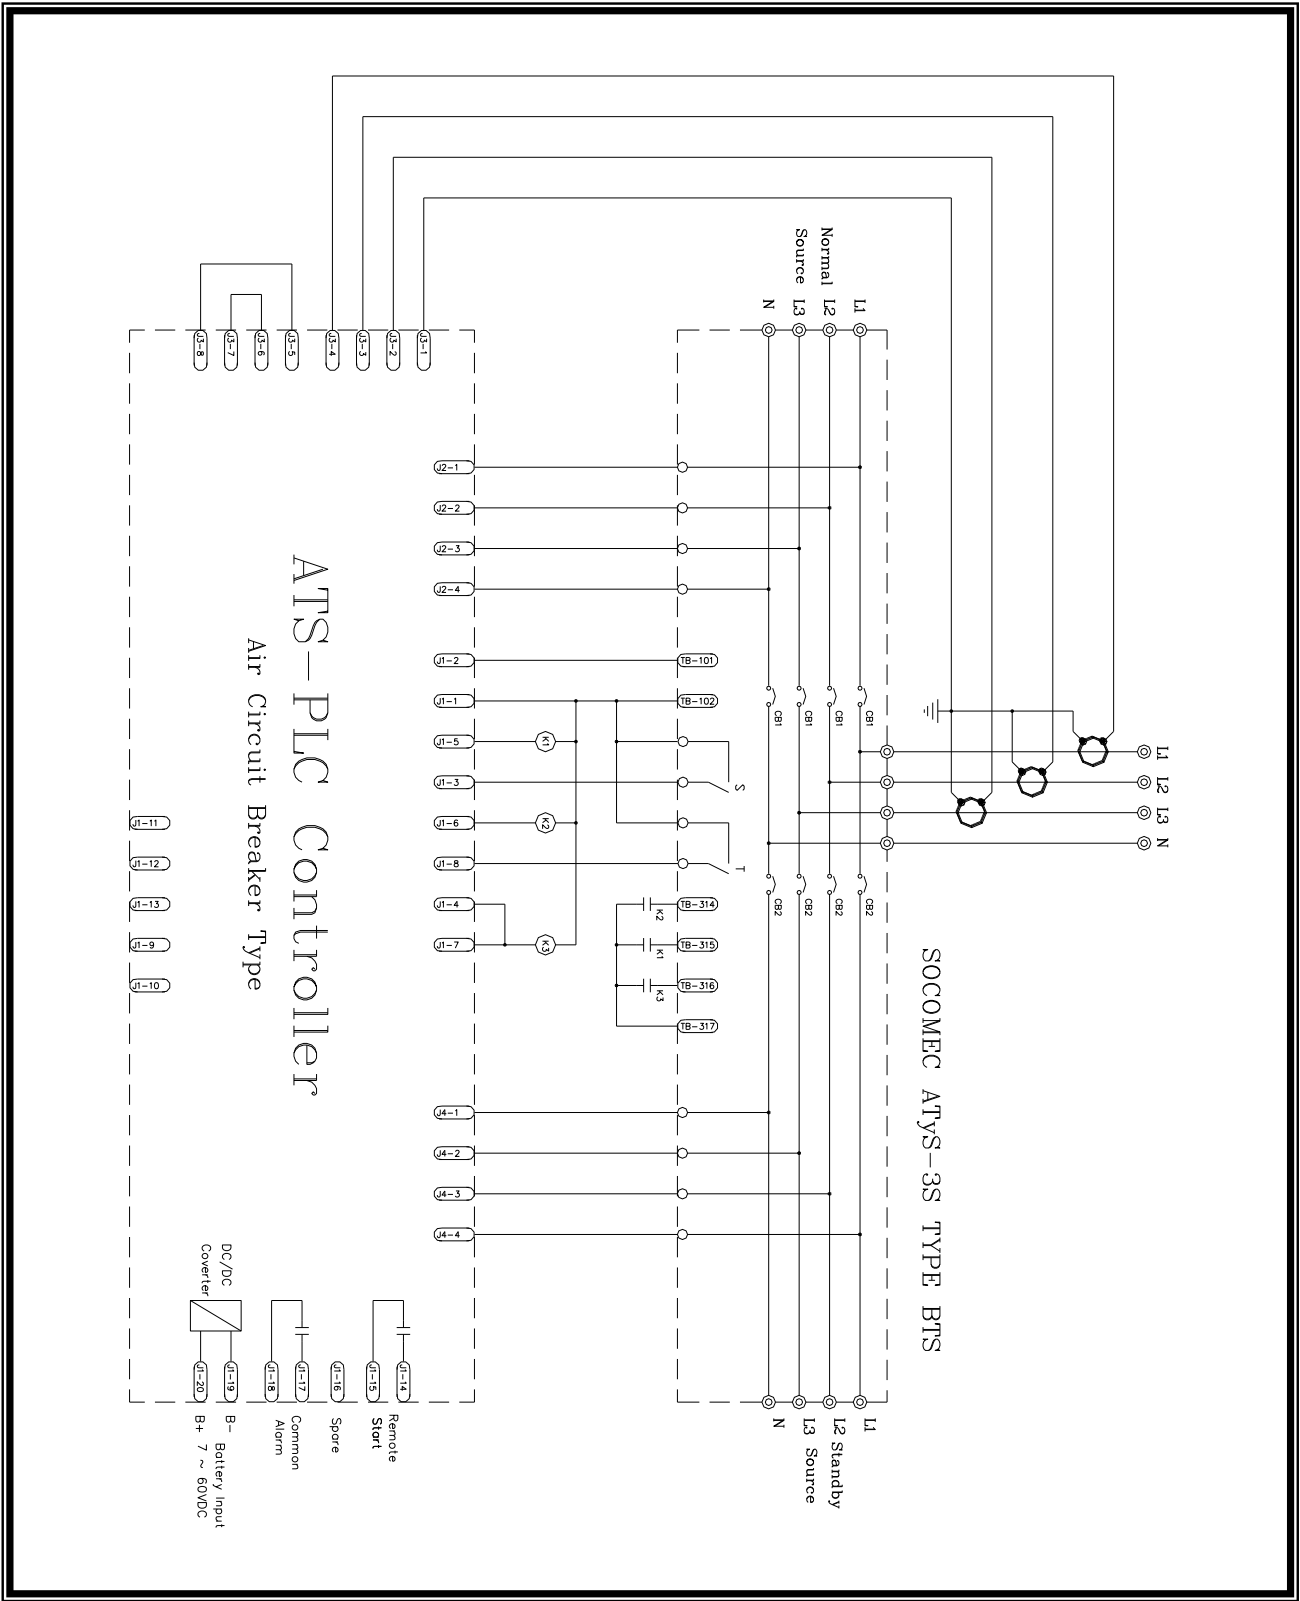 Normal
Source
L1
L2
L3
N
J3-1
J3-2
J3-3
J3-4
J3-5
J3-6
J3-7
J3-8
J2-1
J2-2
J2-3
J2-4
J1-2
J1-1
J1-5
J1-3
J1-6
J1-8
J1-4
J1-7
K1
K2
K3
TB-101
TB-102
S
T
TB-314
TB-315
TB-316
TB-317
K2
K1
K3
CB1
CB1
CB1
CB1
CB2
CB2
CB2
CB2
L1
L2
L3
N
SOCOMEC ATyS-3S TYPE BTS
ATS-PLC Controller
Air Circuit Breaker Type
J1-11
J1-12
J1-13
J1-9
J1-10
J4-1
J4-2
J4-3
J4-4
L1
L2 Standby
L3 Source
N
DC/DC
Coverter
J1-14
J1-15
J1-16
J1-17
J1-18
J1-19
J1-20
Remote
Start
Spare
Common
Alarm
B- Battery Input
B+ 7 ~ 60VDC